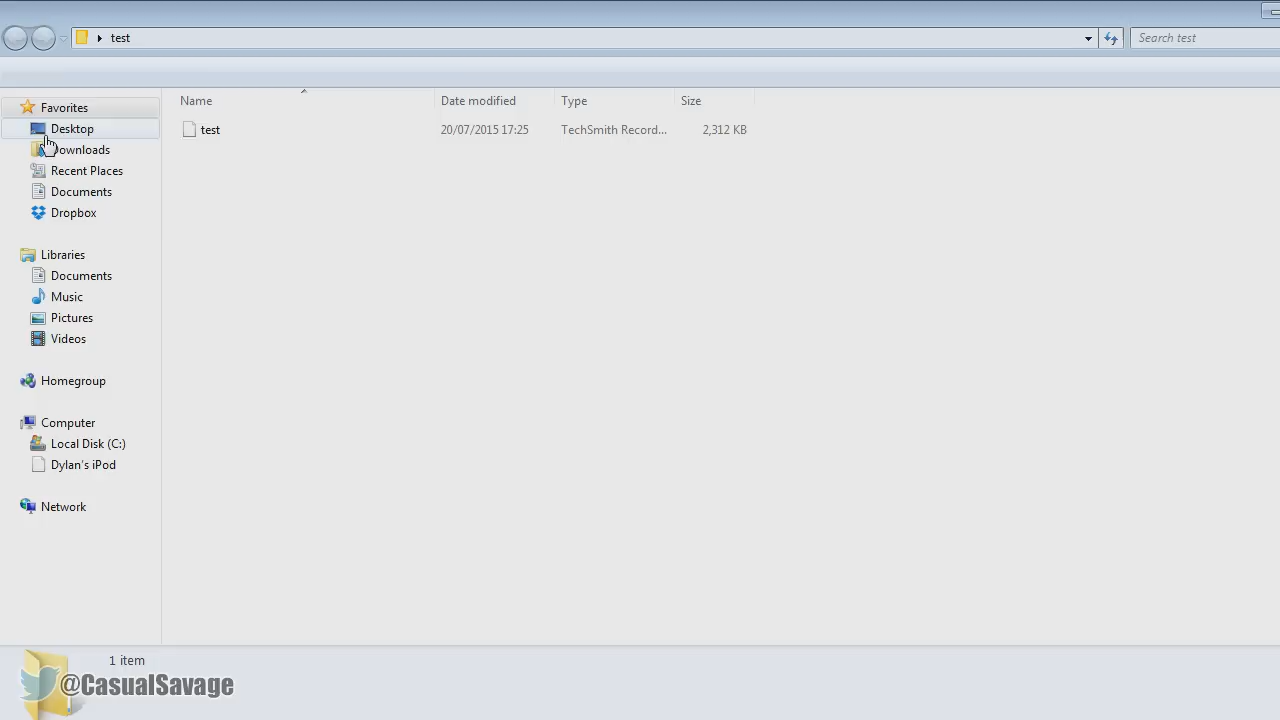 test
Search test
Favorites
Desktop
Downloads
Recent Places
Documents
Dropbox
Libraries
Documents
Music
Pictures
Videos
Homegroup
Computer
Local Disk (C:)
Dylan's iPod
Network
Name Date modified Type Size
test 20/07/2015 17:25 TechSmith Record... 2,312 KB
1 item
@CasualSavage